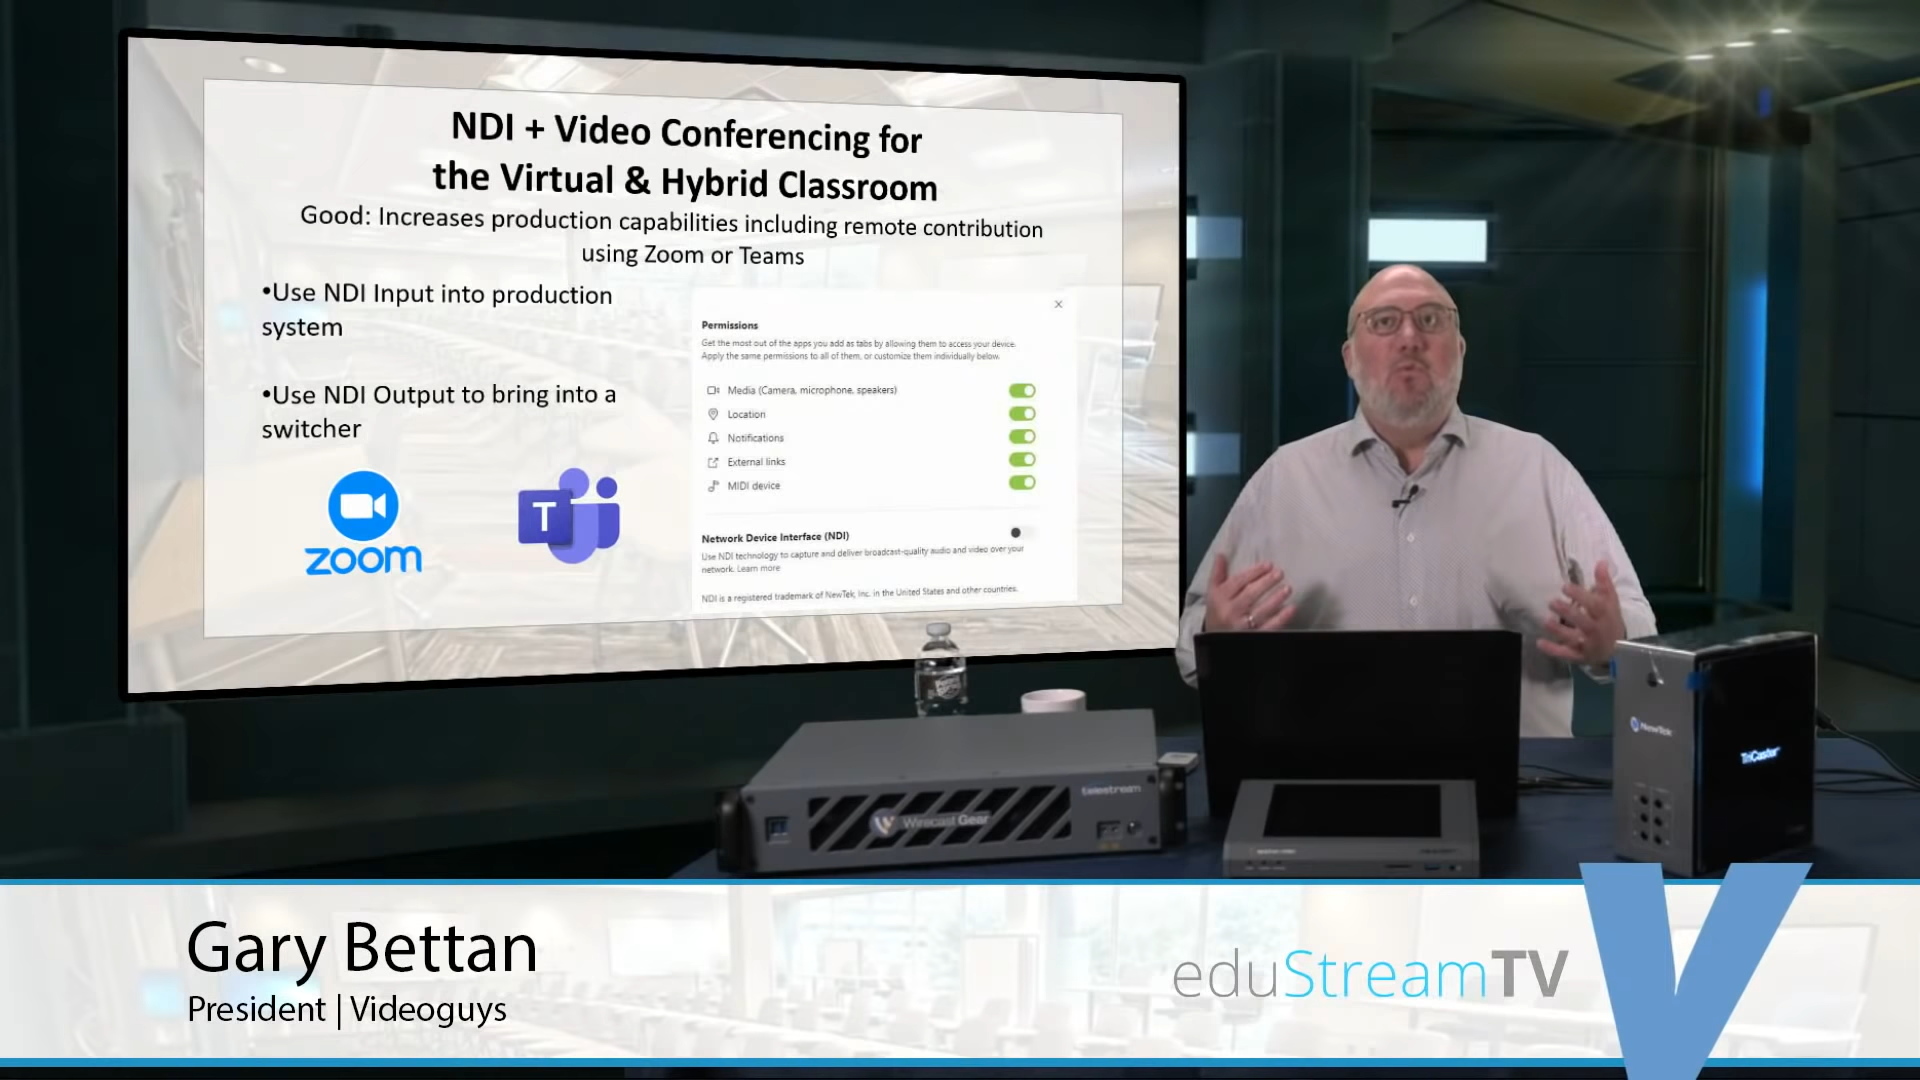 NDI + Video Conferencing for
the Virtual & Hybrid Classroom
Good: Increases production capabilities including remote contribution
using Zoom or Teams
•Use NDI Input into production
system
•Use NDI Output to bring into a
switcher
zoom
T
Permissions
Get the most out of the apps you add as tabs by allowing them to access your device.
Apply the same permissions to all of them, or customize them individually below.
Media (Camera, microphone, speakers)
Location
Notifications
External links
MIDI device
Network Device Interface (NDI)
Use NDI technology to capture and deliver broadcast-quality audio and video over your
network. Learn more
NDI is a registered trademark of NewTek, Inc. in the United States and other countries.
NewTek
TriCaster
telestream
Wirecast Gear
Gary Bettan
President | Videoguys
eduStreamTV
V